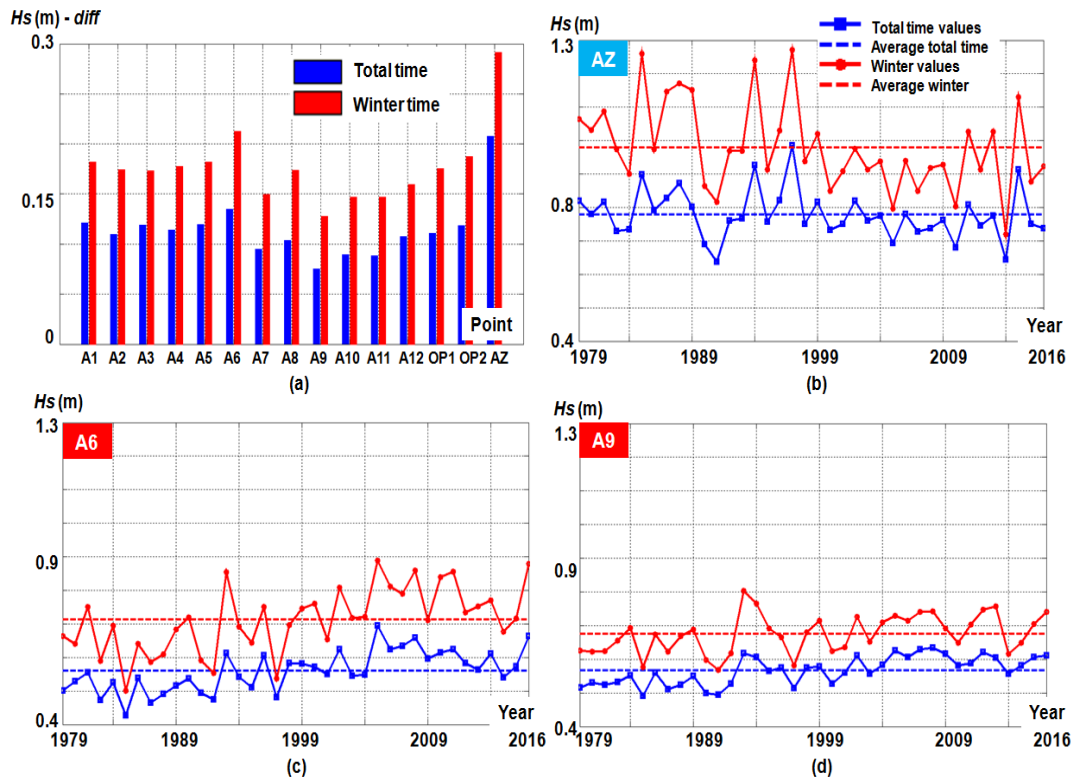 Hs (m) - diff
0.3
Total time
Winter time
0.15
0
Point
A1 A2 A3 A4 A5 A6 A7 A8 A9 A10 A11 A12 OP1 OP2 AZ
(a)
Hs (m)
1.3
AZ
Total time values
Average total time
Winter values
Average winter
0.8
0.4
Year
1979 1989 1999 2009 2016
(b)
Hs (m)
1.3
A6
0.9
0.4
Year
1979 1989 1999 2009 2016
(c)
Hs (m)
1.3
A9
0.9
0.4
Year
1979 1989 1999 2009 2016
(d)